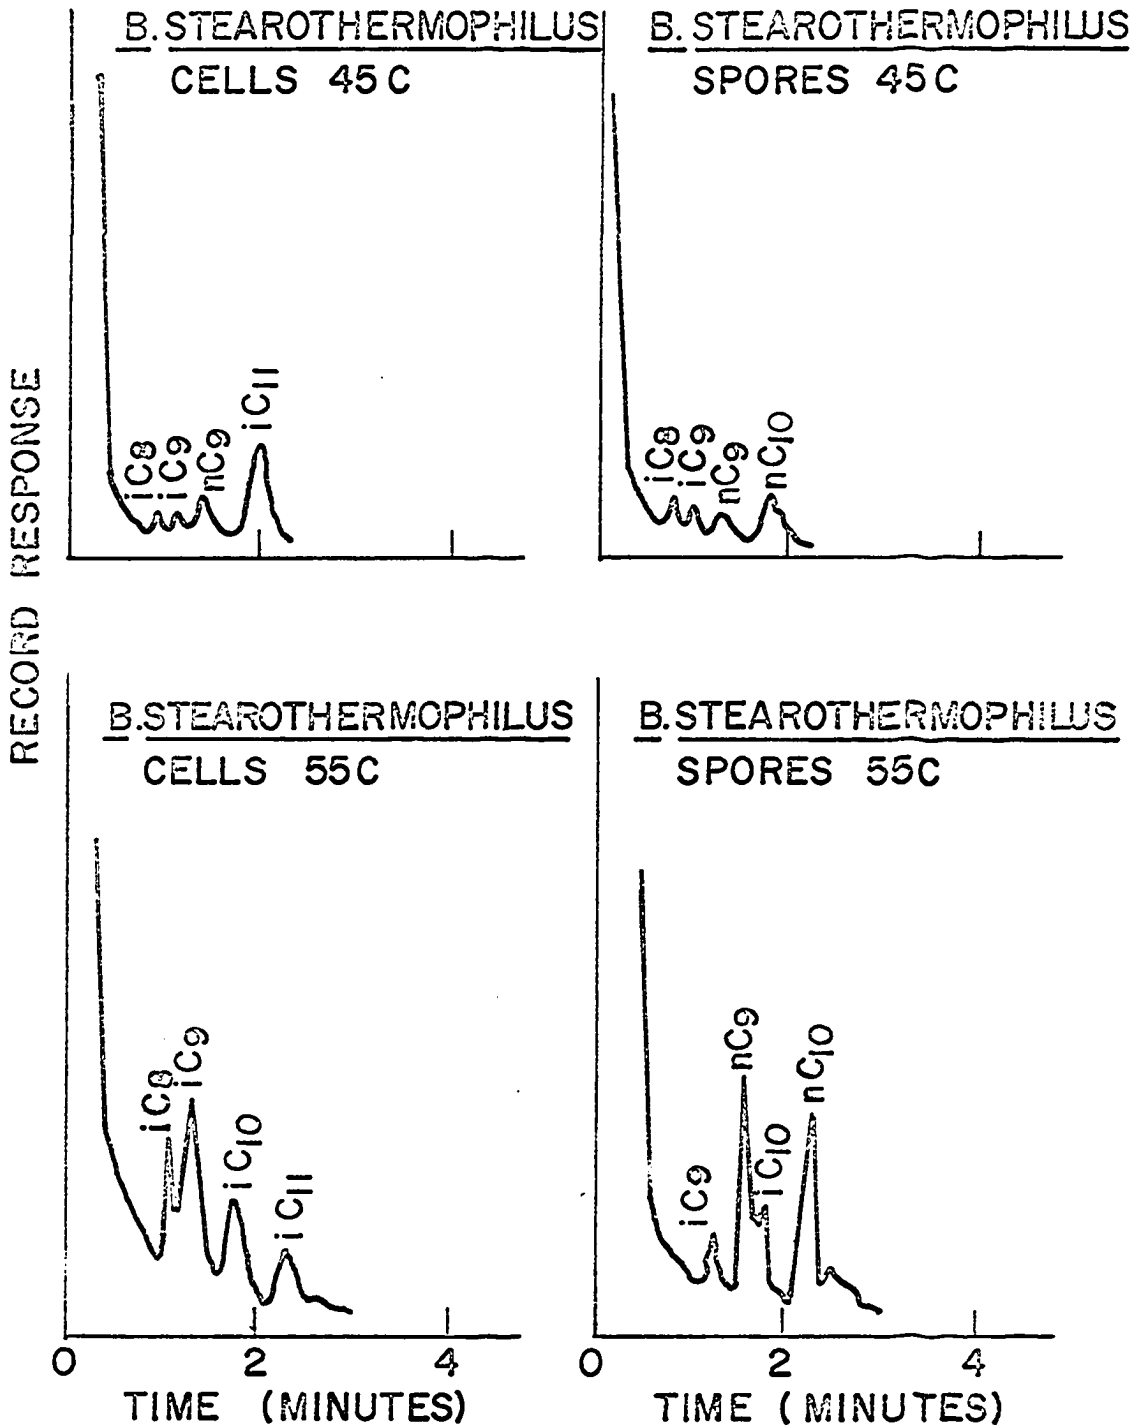 RECORD RESPONSE
B. STEAROTHERMOPHILUS
CELLS 45C
iC8
iC9
nC9
iC11
B. STEAROTHERMOPHILUS
SPORES 45C
iC8
iC9
nC9
nC10
B. STEAROTHERMOPHILUS
CELLS 55C
iC8
iC9
iC10
iC11
0 2 4
TIME (MINUTES)
B. STEAROTHERMOPHILUS
SPORES 55C
iC9
nC9
iC10
nC10
0 2 4
TIME (MINUTES)